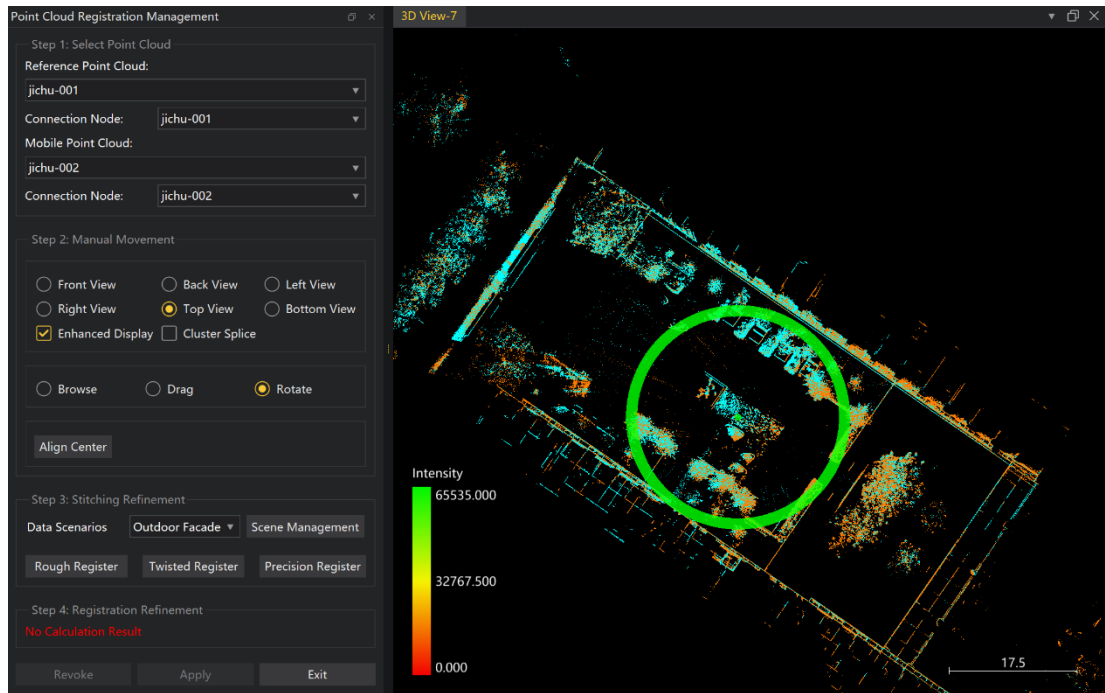 Point Cloud Registration Management
Step 1: Select Point Cloud
Reference Point Cloud:
jichu-001
Connection Node: jichu-001
Mobile Point Cloud:
jichu-002
Connection Node: jichu-002
Step 2: Manual Movement
Front View Back View Left View
Right View Top View Bottom View
Enhanced Display Cluster Splice
Browse Drag Rotate
Align Center
Step 3: Stitching Refinement
Data Scenarios Outdoor Facade Scene Management
Rough Register Twisted Register Precision Register
Step 4: Registration Refinement
No Calculation Result
Revoke Apply Exit
3D View-7
Intensity
65535.000
32767.500
0.000
17.5